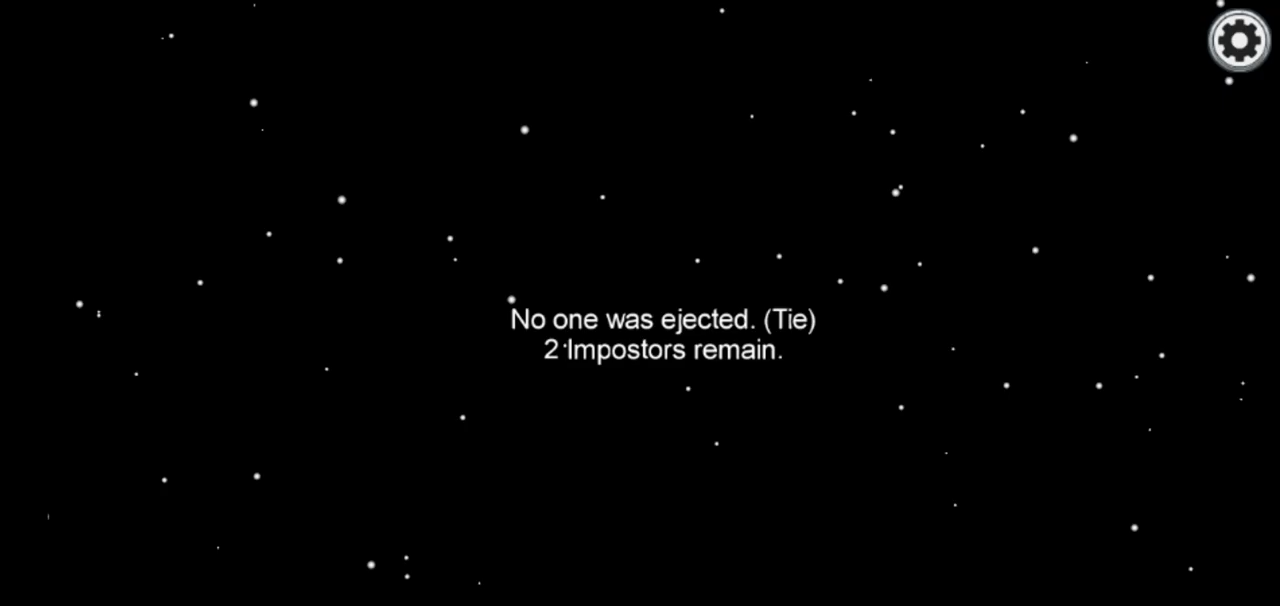 No one was ejected. (Tie)
2 Impostors remain.